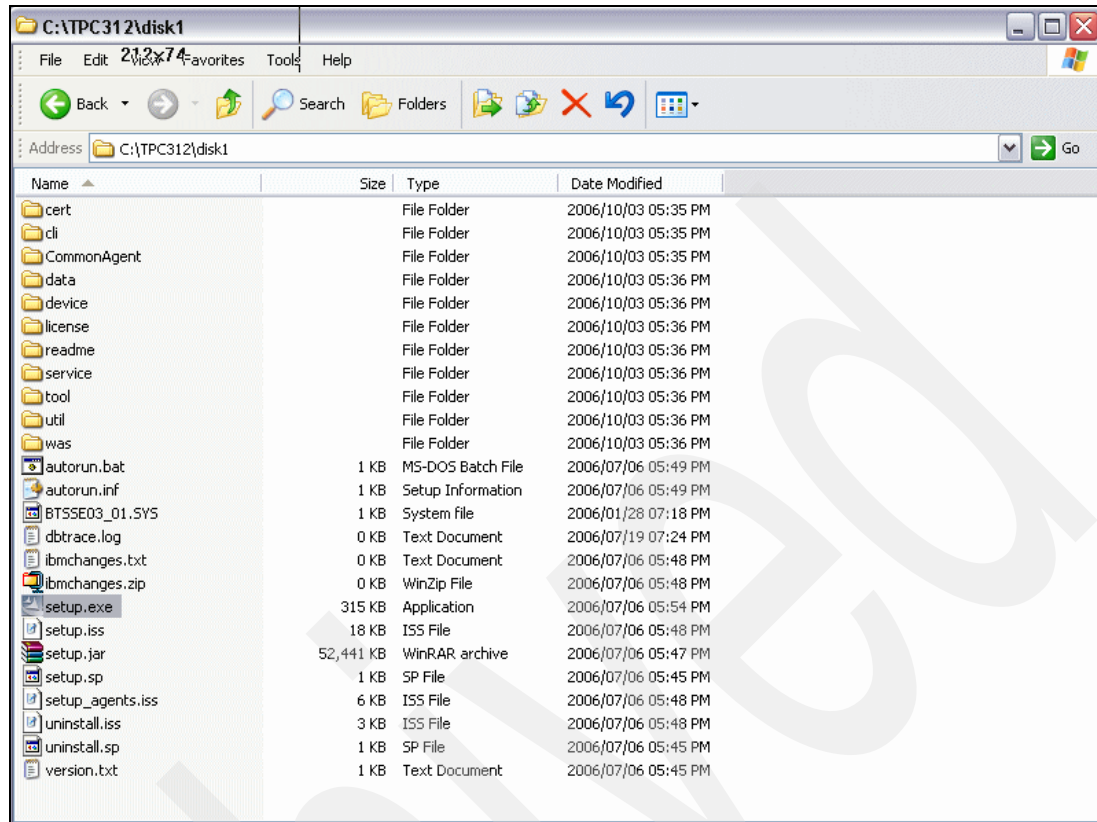 C:\TPC312\disk1
File Edit View Favorites Tools Help
212x74
Back Search Folders
Address C:\TPC312\disk1 Go
Name Size Type Date Modified
cert File Folder 2006/10/03 05:35 PM
cli File Folder 2006/10/03 05:35 PM
CommonAgent File Folder 2006/10/03 05:35 PM
data File Folder 2006/10/03 05:36 PM
device File Folder 2006/10/03 05:36 PM
license File Folder 2006/10/03 05:36 PM
readme File Folder 2006/10/03 05:36 PM
service File Folder 2006/10/03 05:36 PM
tool File Folder 2006/10/03 05:36 PM
util File Folder 2006/10/03 05:36 PM
was File Folder 2006/10/03 05:36 PM
autorun.bat 1 KB MS-DOS Batch File 2006/07/06 05:49 PM
autorun.inf 1 KB Setup Information 2006/07/06 05:49 PM
BTSSE03_01.SYS 1 KB System file 2006/01/28 07:18 PM
dbtrace.log 0 KB Text Document 2006/07/19 07:24 PM
ibmchanges.txt 0 KB Text Document 2006/07/06 05:48 PM
ibmchanges.zip 0 KB WinZip File 2006/07/06 05:48 PM
setup.exe 315 KB Application 2006/07/06 05:54 PM
setup.iss 18 KB ISS File 2006/07/06 05:48 PM
setup.jar 52,441 KB WinRAR archive 2006/07/06 05:47 PM
setup.sp 1 KB SP File 2006/07/06 05:45 PM
setup_agents.iss 6 KB ISS File 2006/07/06 05:48 PM
uninstall.iss 3 KB ISS File 2006/07/06 05:48 PM
uninstall.sp 1 KB SP File 2006/07/06 05:45 PM
version.txt 1 KB Text Document 2006/07/06 05:45 PM